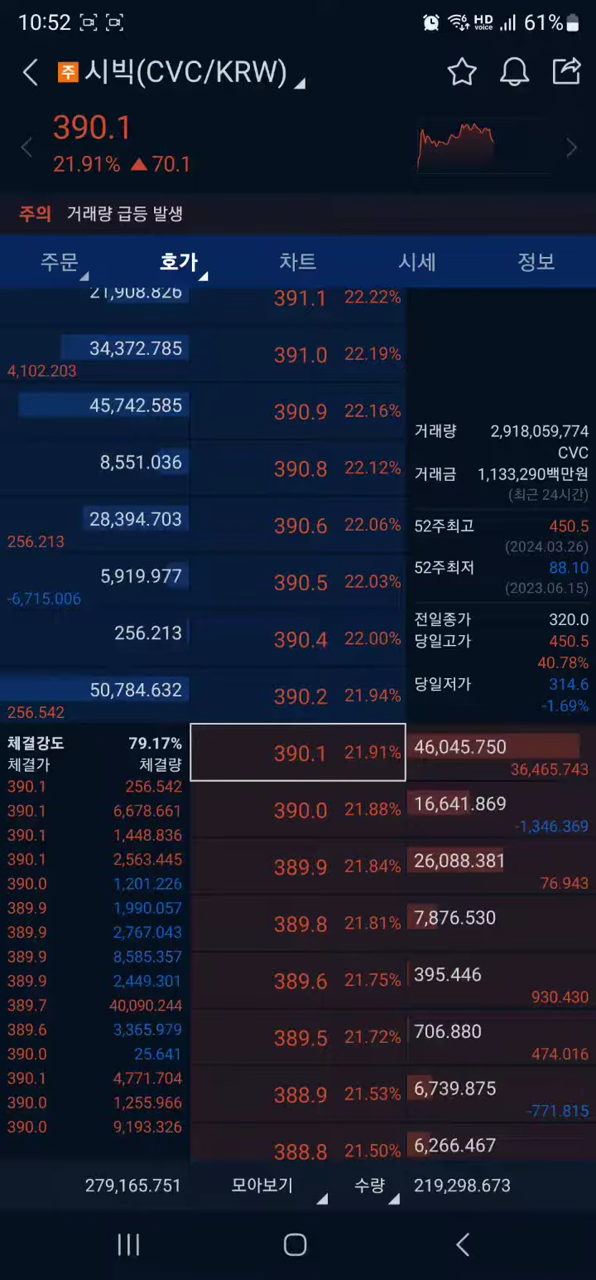 10:52 61%
주 시빅(CVC/KRW)
390.1
21.91% ▲70.1
주의 거래량 급등 발생
주문 호가 차트 시세 정보
21,908.826 391.1 22.22%
34,372.785 391.0 22.19%
4,102.203
45,742.585 390.9 22.16%
8,551.036 390.8 22.12%
28,394.703 390.6 22.06%
256.213
5,919.977 390.5 22.03%
-6,715.006
256.213 390.4 22.00%
50,784.632 390.2 21.94%
256.542
거래량 2,918,059,774
CVC
거래금 1,133,290백만원
(최근 24시간)
52주최고 450.5
(2024.03.26)
52주최저 88.10
(2023.06.15)
전일종가 320.0
당일고가 450.5
40.78%
당일저가 314.6
-1.69%
체결강도 79.17%
체결가 체결량
390.1 256.542
390.1 6,678.661
390.1 1,448.836
390.1 2,563.445
390.0 1,201.226
389.9 1,990.057
389.9 2,767.043
389.9 8,585.357
389.9 2,449.301
389.7 40,090.244
389.6 3,365.979
390.0 25.641
390.1 4,771.704
390.0 1,255.966
390.0 9,193.326
390.1 21.91% 46,045.750
36,465.743
390.0 21.88% 16,641.869
-1,346.369
389.9 21.84% 26,088.381
76.943
389.8 21.81% 7,876.530
389.6 21.75% 395.446
930.430
389.5 21.72% 706.880
474.016
388.9 21.53% 6,739.875
-771.815
388.8 21.50% 6,266.467
279,165.751 모아보기 수량 219,298.673